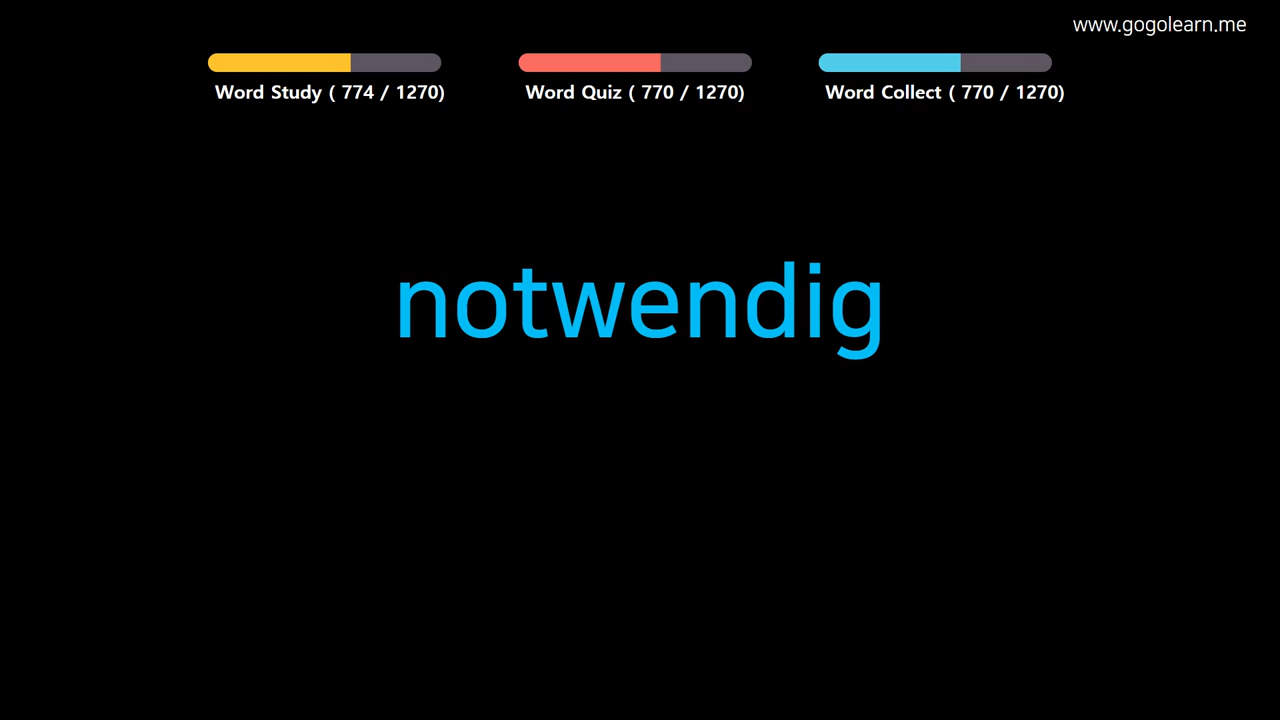 www.gogolearn.me
Word Study ( 774 / 1270)
Word Quiz ( 770 / 1270)
Word Collect ( 770 / 1270)
notwendig